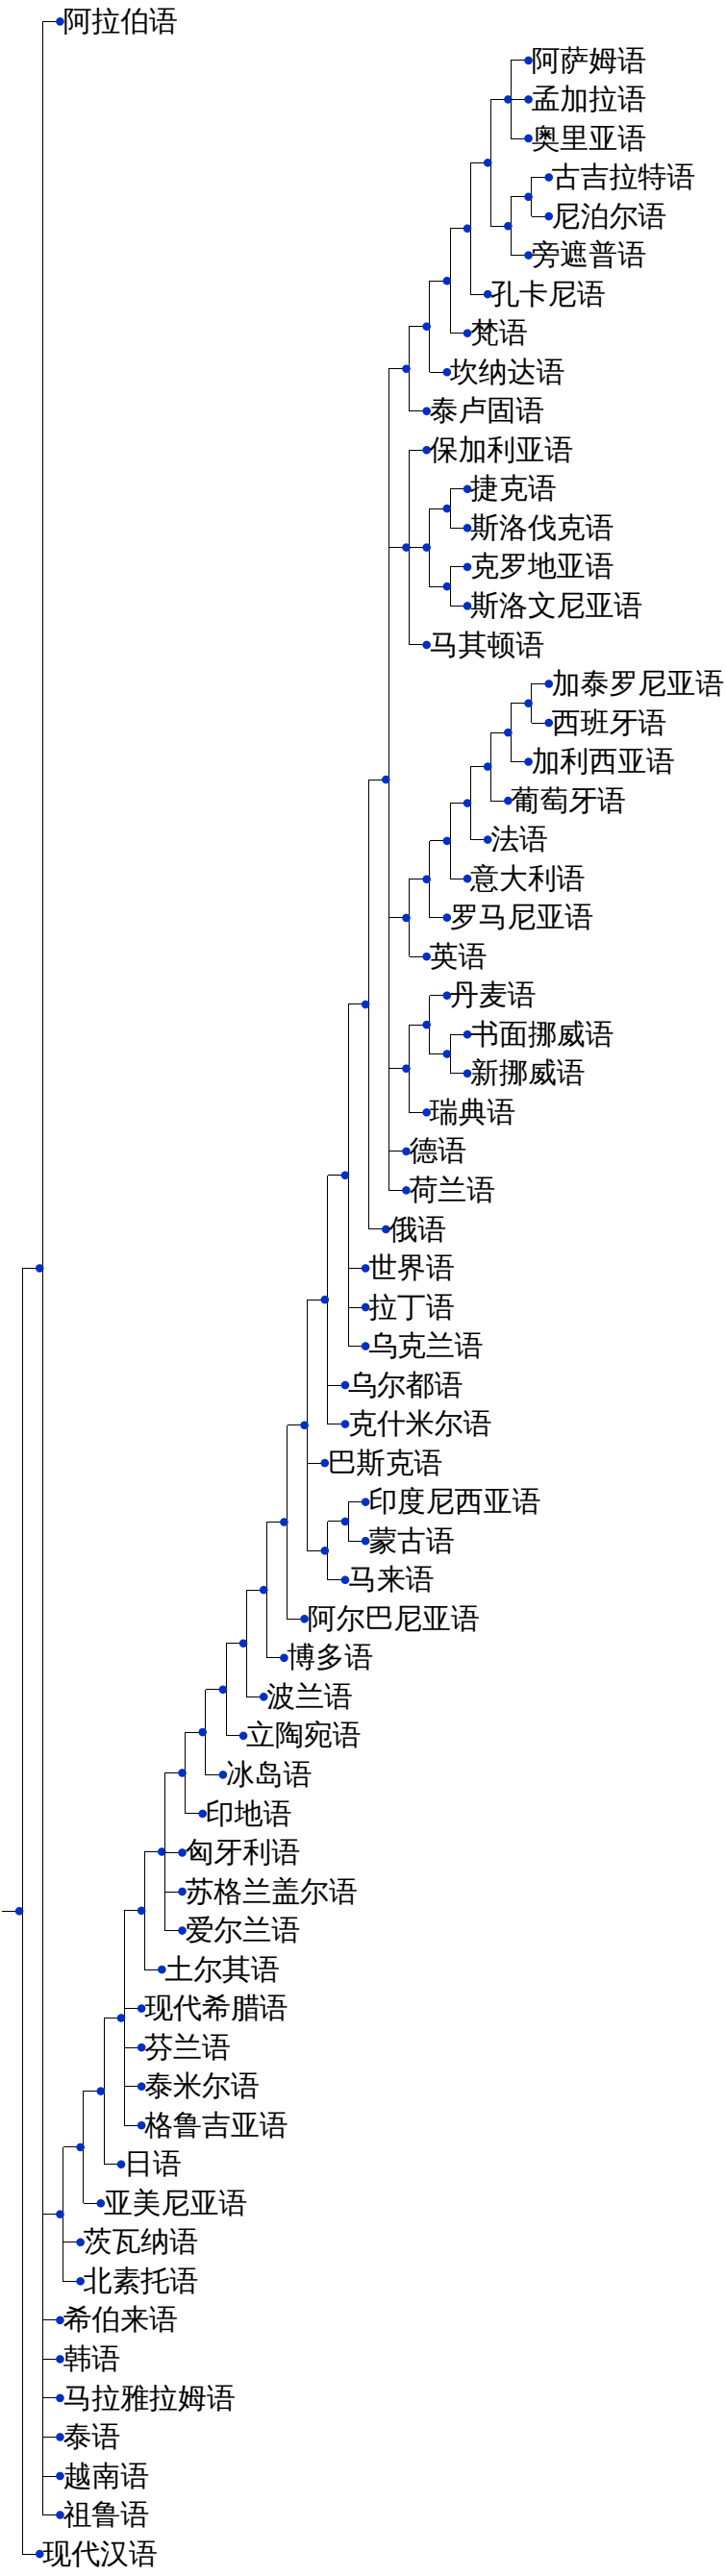 阿拉伯语
阿萨姆语
孟加拉语
奥里亚语
古吉拉特语
尼泊尔语
旁遮普语
孔卡尼语
梵语
坎纳达语
泰卢固语
保加利亚语
捷克语
斯洛伐克语
克罗地亚语
斯洛文尼亚语
马其顿语
加泰罗尼亚语
西班牙语
加利西亚语
葡萄牙语
法语
意大利语
罗马尼亚语
英语
丹麦语
书面挪威语
新挪威语
瑞典语
德语
荷兰语
俄语
世界语
拉丁语
乌克兰语
乌尔都语
克什米尔语
巴斯克语
印度尼西亚语
蒙古语
马来语
阿尔巴尼亚语
博多语
波兰语
立陶宛语
冰岛语
印地语
匈牙利语
苏格兰盖尔语
爱尔兰语
土尔其语
现代希腊语
芬兰语
泰米尔语
格鲁吉亚语
日语
亚美尼亚语
茨瓦纳语
北素托语
希伯来语
韩语
马拉雅拉姆语
泰语
越南语
祖鲁语
现代汉语